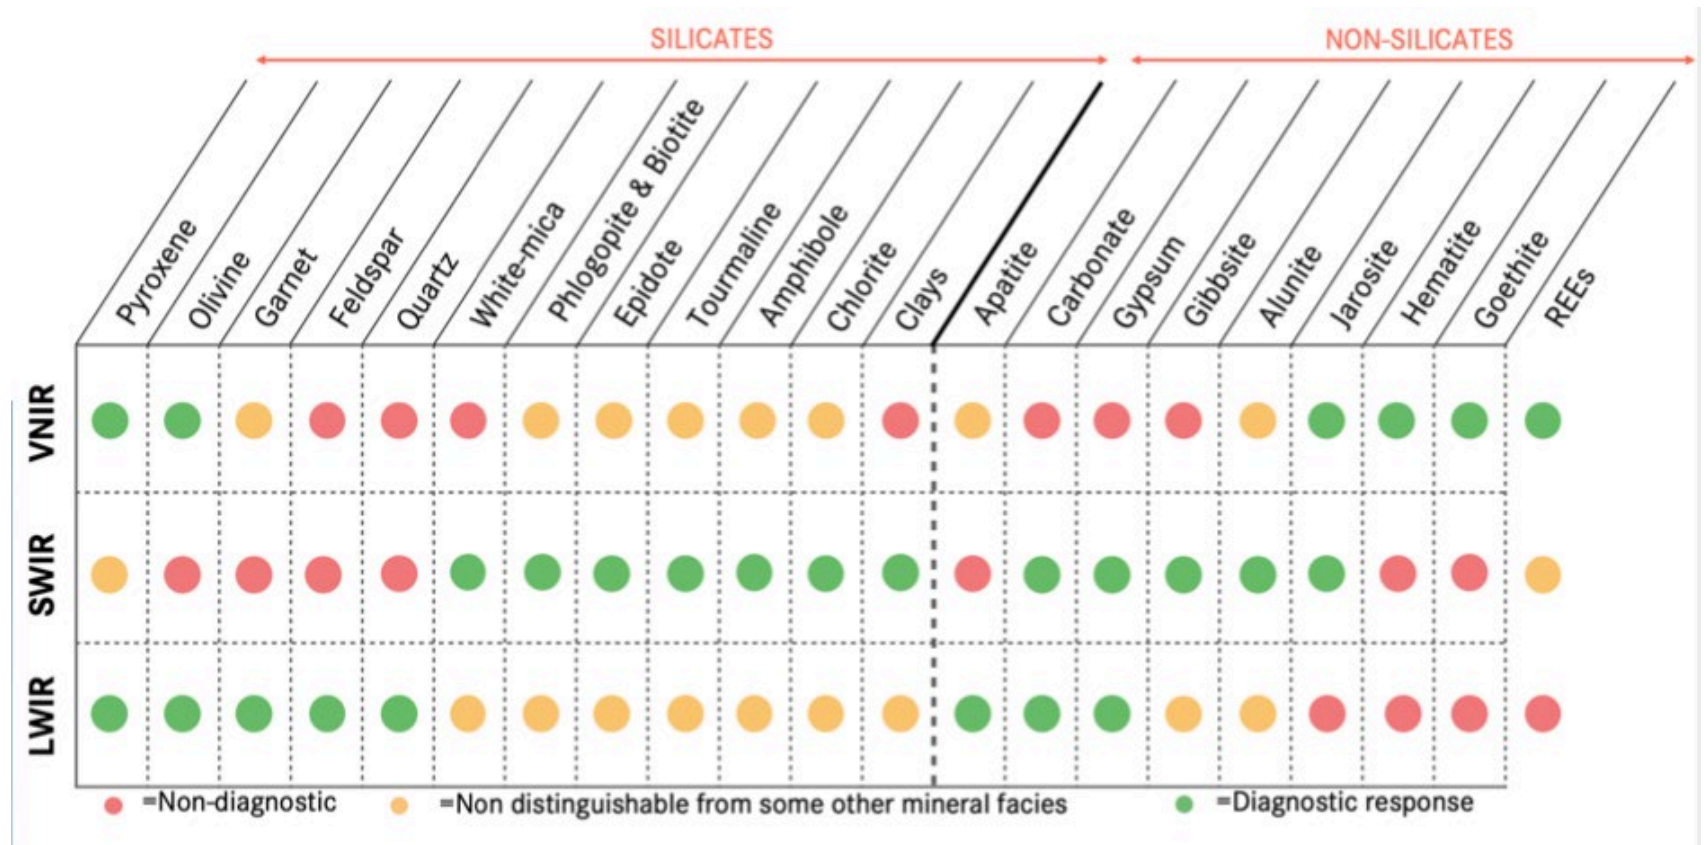 SILICATES
NON-SILICATES
Pyroxene
Olivine
Garnet
Feldspar
Quartz
White-mica
Phlogopite & Biotite
Epidote
Tourmaline
Amphibole
Chlorite
Clays
Apatite
Carbonate
Gypsum
Gibbsite
Alunite
Jarosite
Hematite
Goethite
REEs
VNIR
SWIR
LWIR
=Non-diagnostic
=Non distinguishable from some other mineral facies
=Diagnostic response